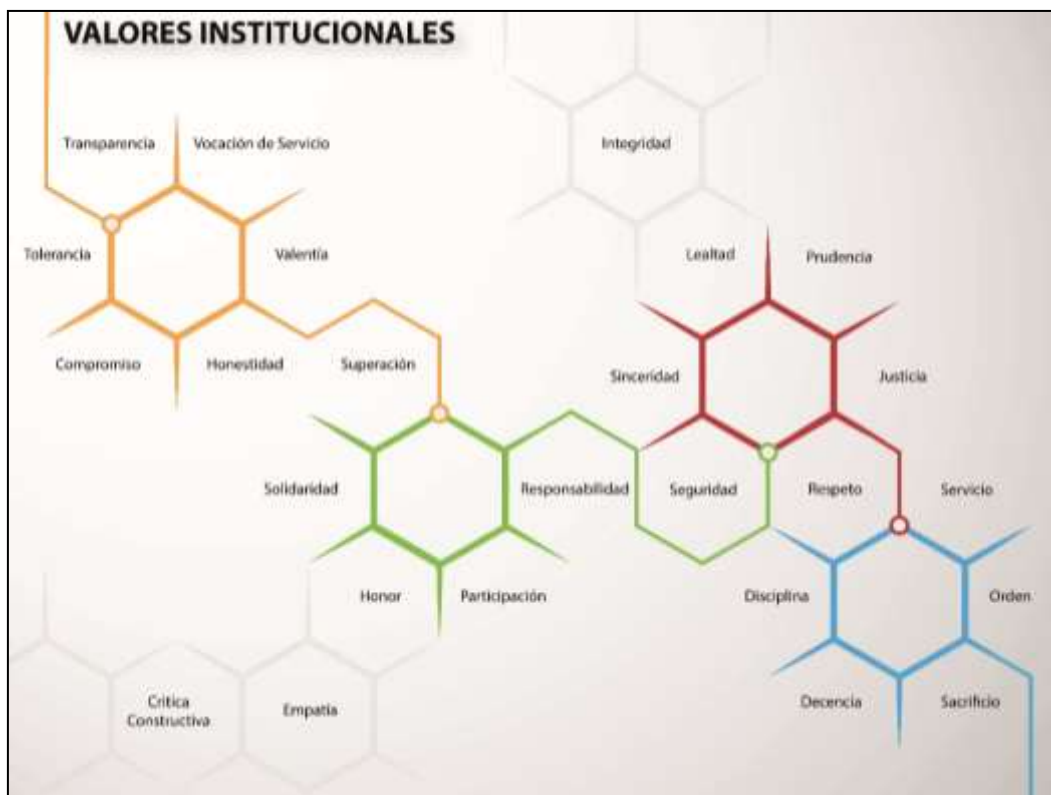 VALORES INSTITUCIONALES
Transparencia
Vocación de Servicio
Integridad
Tolerancia
Valentía
Lealtad
Prudencia
Compromiso
Honestidad
Superación
Sinceridad
Justicia
Solidaridad
Responsabilidad
Seguridad
Respeto
Servicio
Honor
Participación
Disciplina
Orden
Crítica
Constructiva
Empatía
Decencia
Sacrificio